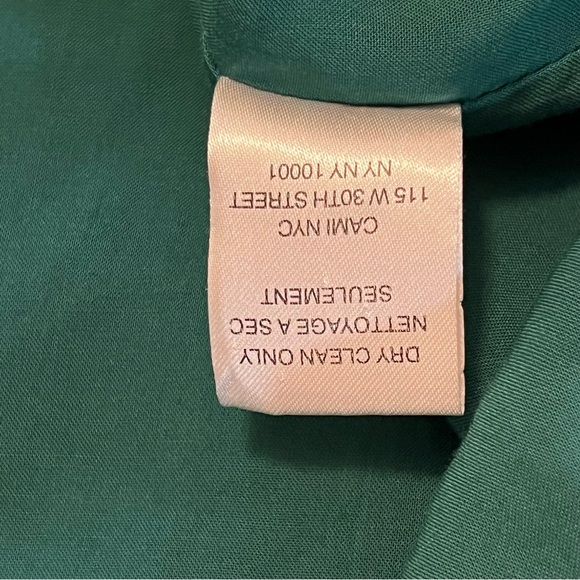 DRY CLEAN ONLY
NETTOYAGE A SEC
SEULEMENT
CAMI NYC
115 W 30TH STREET
NY NY 10001